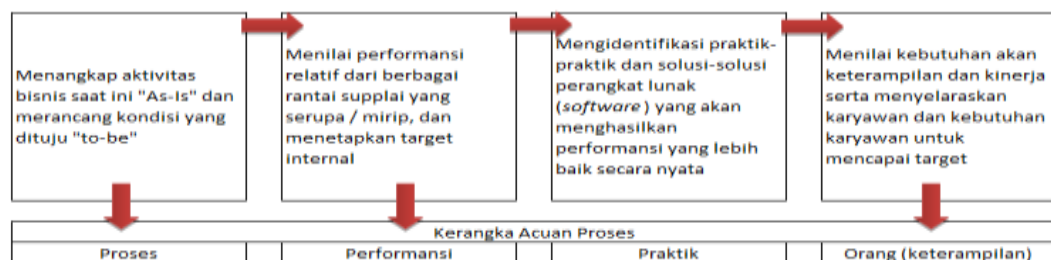 Menangkap aktivitas
bisnis saat ini "As-Is" dan
merancang kondisi yang
dituju "to-be"
Menilai performansi
relatif dari berbagai
rantai supplai yang
serupa / mirip, dan
menetapkan target
internal
Mengidentifikasi praktik-
praktik dan solusi-solusi
perangkat lunak
(software) yang akan
menghasilkan
performansi yang lebih
baik secara nyata
Menilai kebutuhan akan
keterampilan dan kinerja
serta menyelaraskan
karyawan dan kebutuhan
karyawan untuk
mencapai target
Kerangka Acuan Proses
Proses
Performansi
Praktik
Orang (keterampilan)